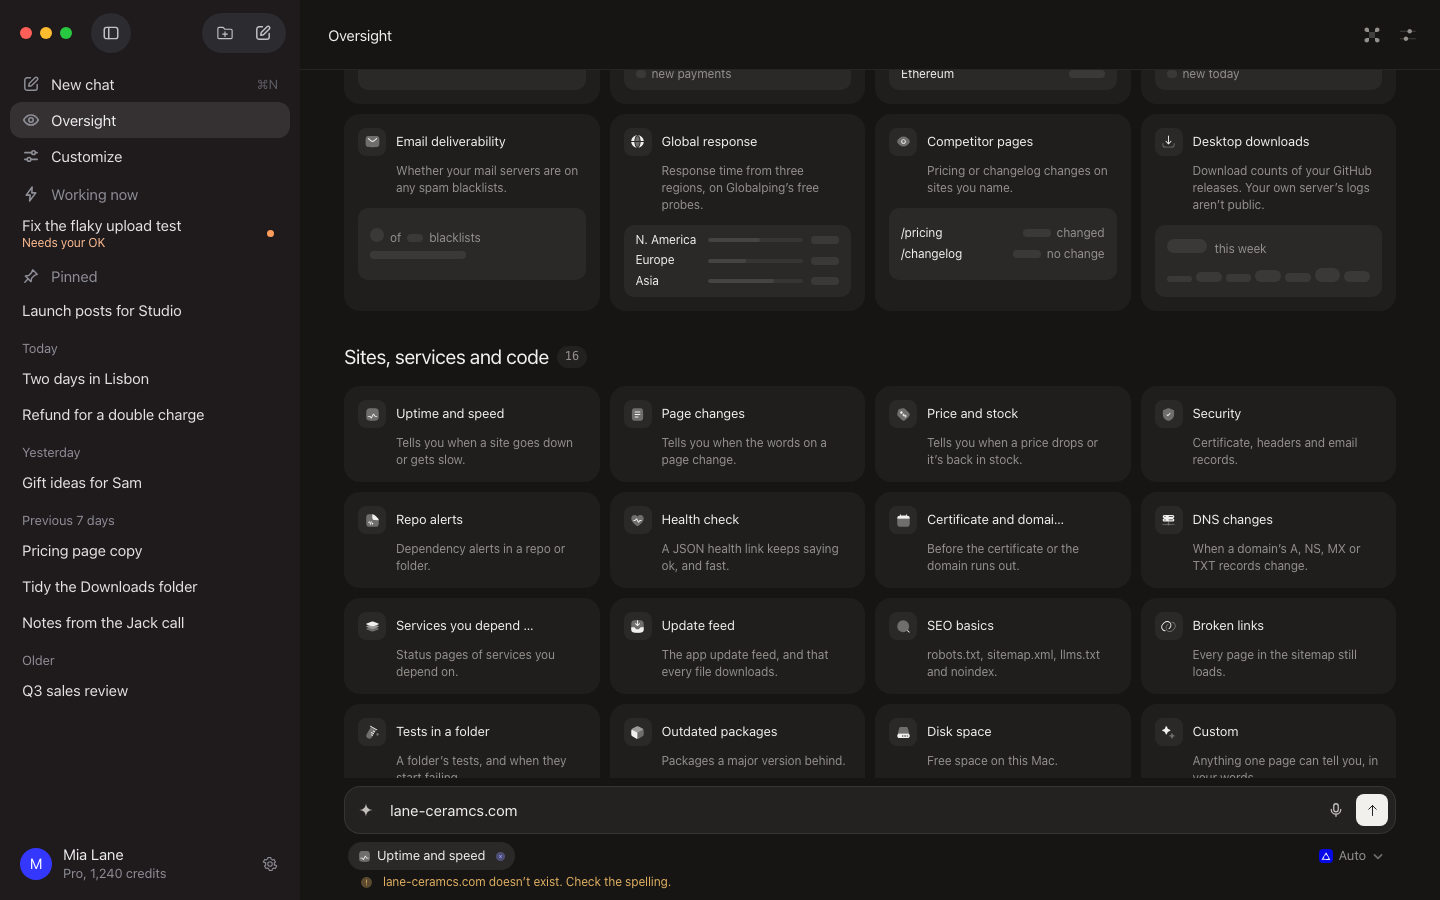 Oversight
New chat
⌘N
Oversight
Customize
Working now
Fix the flaky upload test
Needs your OK
Pinned
Launch posts for Studio
Today
Two days in Lisbon
Refund for a double charge
Yesterday
Gift ideas for Sam
Previous 7 days
Pricing page copy
Tidy the Downloads folder
Notes from the Jack call
Older
Q3 sales review
M
Mia Lane
Pro, 1,240 credits
new payments
Ethereum
new today
Email deliverability
Whether your mail servers are on
any spam blacklists.
of blacklists
Global response
Response time from three
regions, on Globalping’s free
probes.
N. America
Europe
Asia
Competitor pages
Pricing or changelog changes on
sites you name.
/pricing changed
/changelog no change
Desktop downloads
Download counts of your GitHub
releases. Your own server’s logs
aren’t public.
this week
Sites, services and code 16
Uptime and speed
Tells you when a site goes down
or gets slow.
Page changes
Tells you when the words on a
page change.
Price and stock
Tells you when a price drops or
it’s back in stock.
Security
Certificate, headers and email
records.
Repo alerts
Dependency alerts in a repo or
folder.
Health check
A JSON health link keeps saying
ok, and fast.
Certificate and domai...
Before the certificate or the
domain runs out.
DNS changes
When a domain’s A, NS, MX or
TXT records change.
Services you depend ...
Status pages of services you
depend on.
Update feed
The app update feed, and that
every file downloads.
SEO basics
robots.txt, sitemap.xml, llms.txt
and noindex.
Broken links
Every page in the sitemap still
loads.
Tests in a folder
A folder’s tests, and when they
start failing.
Outdated packages
Packages a major version behind.
Disk space
Free space on this Mac.
Custom
Anything one page can tell you, in
your words.
lane-ceramcs.com
Uptime and speed
Auto
lane-ceramcs.com doesn’t exist. Check the spelling.